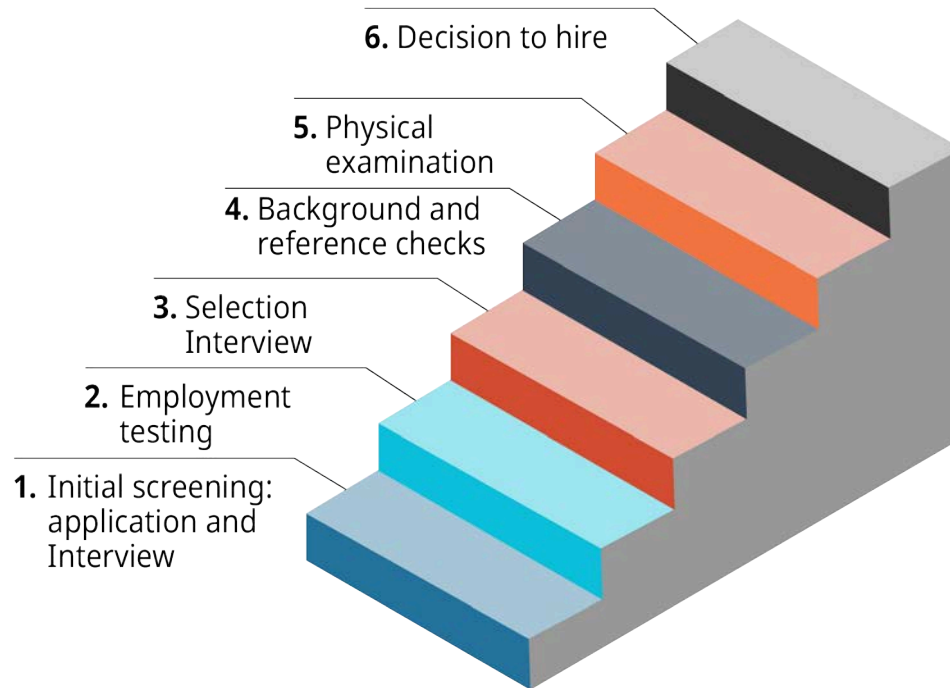 6. Decision to hire
5. Physical
examination
4. Background and
reference checks
3. Selection
Interview
2. Employment
testing
1. Initial screening:
application and
Interview